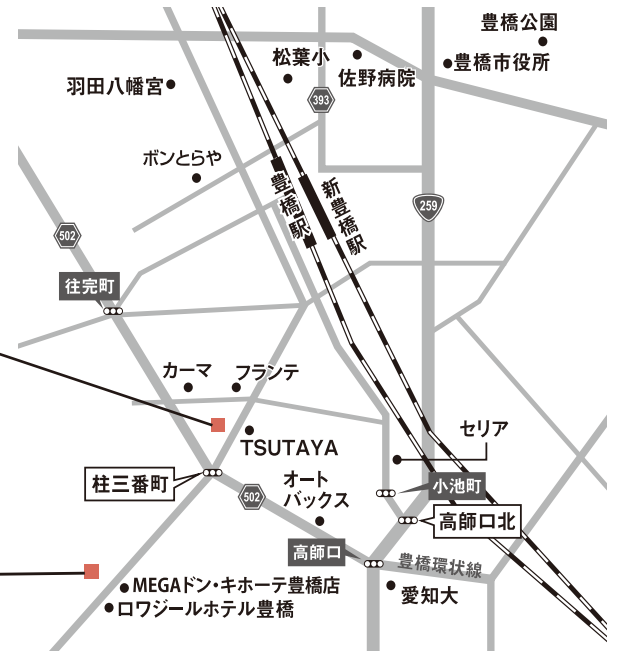 豊橋公園
豊橋市役所
松葉小
佐野病院
羽田八幡宮
393
ボンとらや
豊橋駅
新豊橋駅
259
502
往完町
カーマ
フランテ
TSUTAYA
セリア
柱三番町
502
オート
バックス
小池町
高師口北
高師口
豊橋環状線
愛知大
MEGAドン・キホーテ豊橋店
ロワジールホテル豊橋